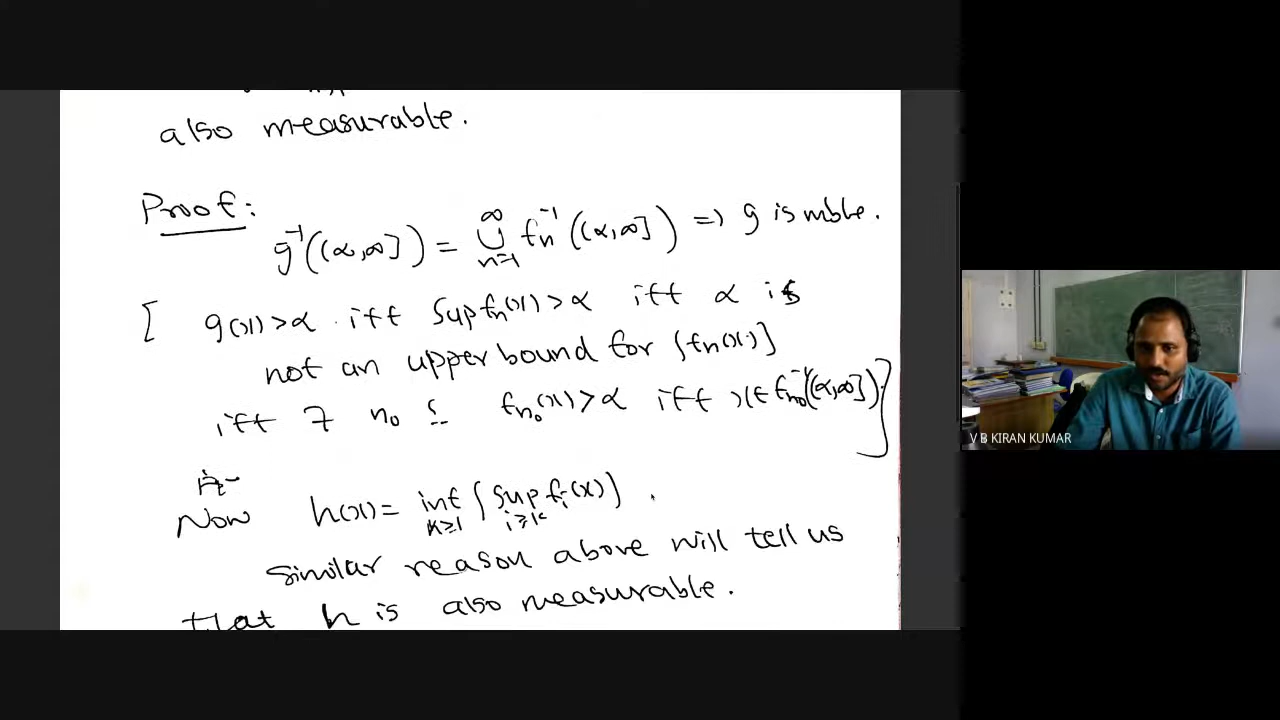 also measurable.
Proof:
g⁻¹((α,∞]) = ∞∪n=1 fn⁻¹((α,∞]) => g is mble.
[ g(x)>α . iff Sup fn(x)>α iff α is
not an upper bound for {fn(x)}
iff ∃ n₀ s.t. fn₀(x)>α iff x∈fn₀⁻¹((α,∞]). ]
Now h(x) = inf k≥1 { sup i≥k fi(x) } .
Similar reason above will tell us
that h is also measurable.
V B KIRAN KUMAR